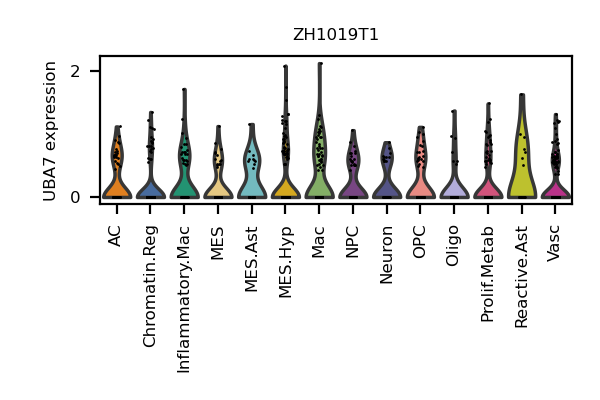 ZH1019T1
UBA7 expression
2
0
AC
Chromatin.Reg
Inflammatory.Mac
MES
MES.Ast
MES.Hyp
Mac
NPC
Neuron
OPC
Oligo
Prolif.Metab
Reactive.Ast
Vasc